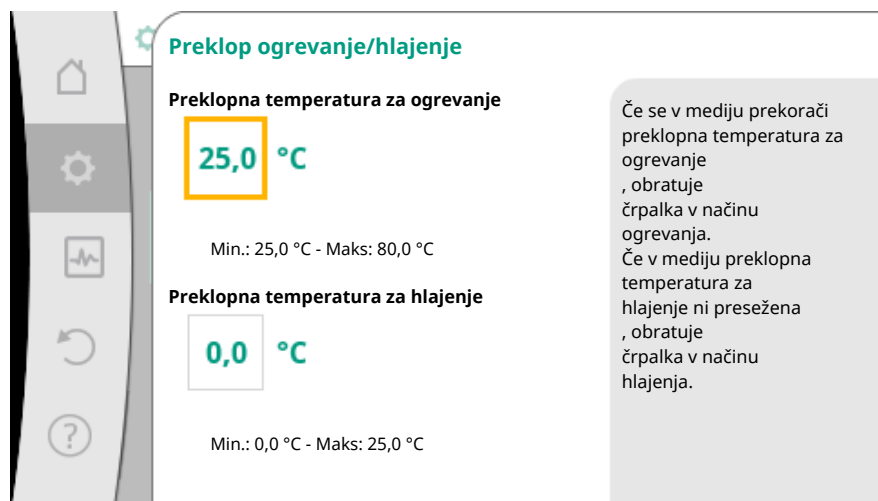 Preklop ogrevanje/hlajenje
Preklopna temperatura za ogrevanje
25,0 °C
Min.: 25,0 °C - Maks: 80,0 °C
Preklopna temperatura za hlajenje
0,0 °C
Min.: 0,0 °C - Maks: 25,0 °C
Če se v mediju prekorači
preklopna temperatura za
ogrevanje
, obratuje
črpalka v načinu
ogrevanja.
Če v mediju preklopna
temperatura za
hlajenje ni presežena
, obratuje
črpalka v načinu
hlajenja.
?